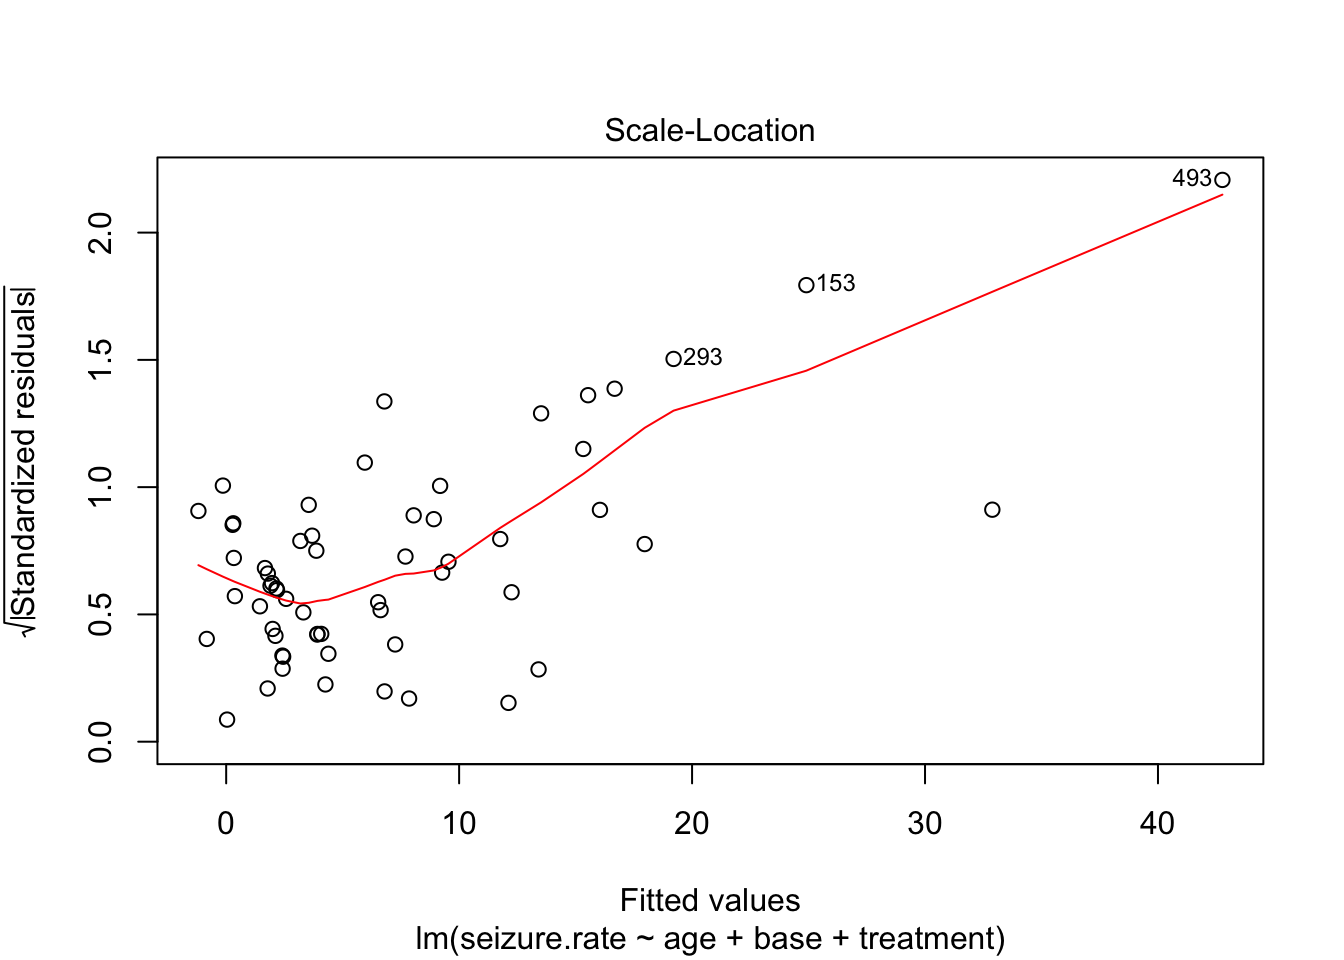 Scale-Location
√|Standardized residuals|
2.0
1.5
1.0
0.5
0.0
493
153
293
0 10 20 30 40
Fitted values
lm(seizure.rate ~ age + base + treatment)